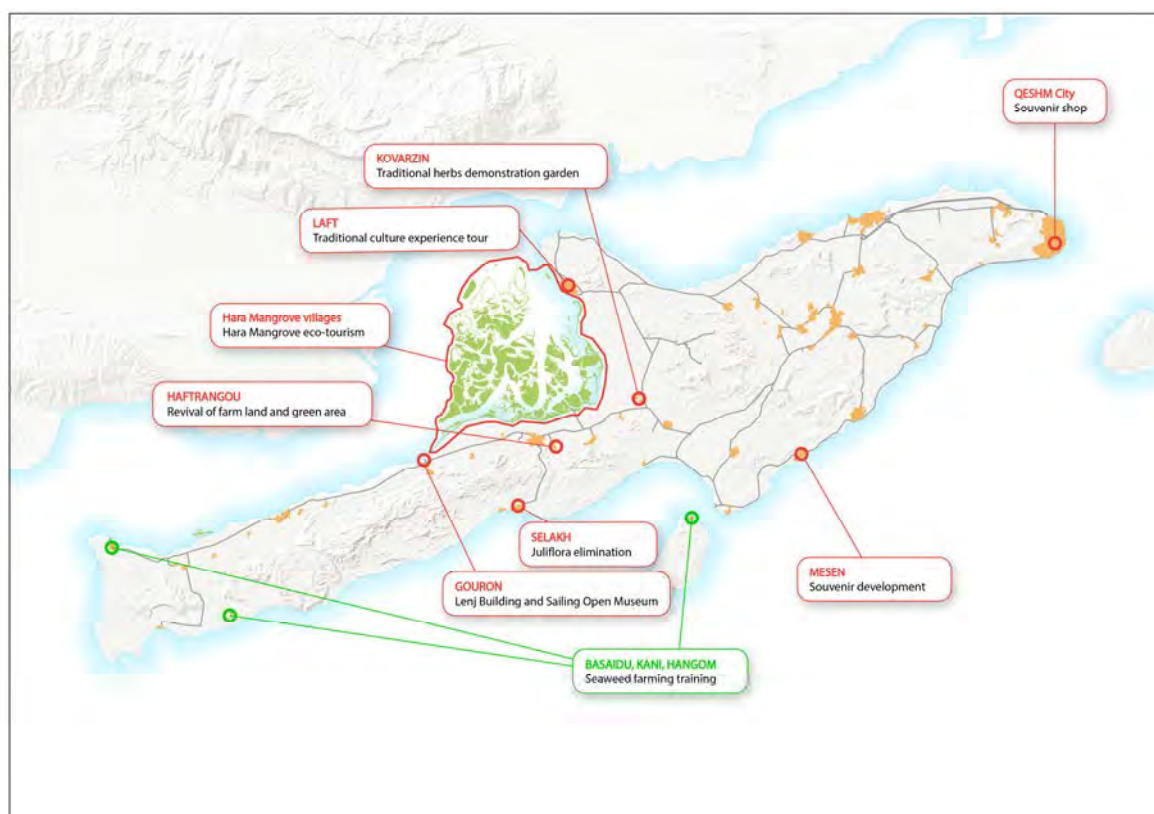 QESHM City
Souvenir shop
KOVARZIN
Traditional herbs demonstration garden
LAFT
Traditional culture experience tour
Hara Mangrove villages
Hara Mangrove eco-tourism
HAFTRANGOU
Revival of farm land and green area
SELAKH
Juliflora elimination
GOURON
Lenj Building and Sailing Open Museum
MESEN
Souvenir development
BASAIDU, KANI, HANGOM
Seaweed farming training